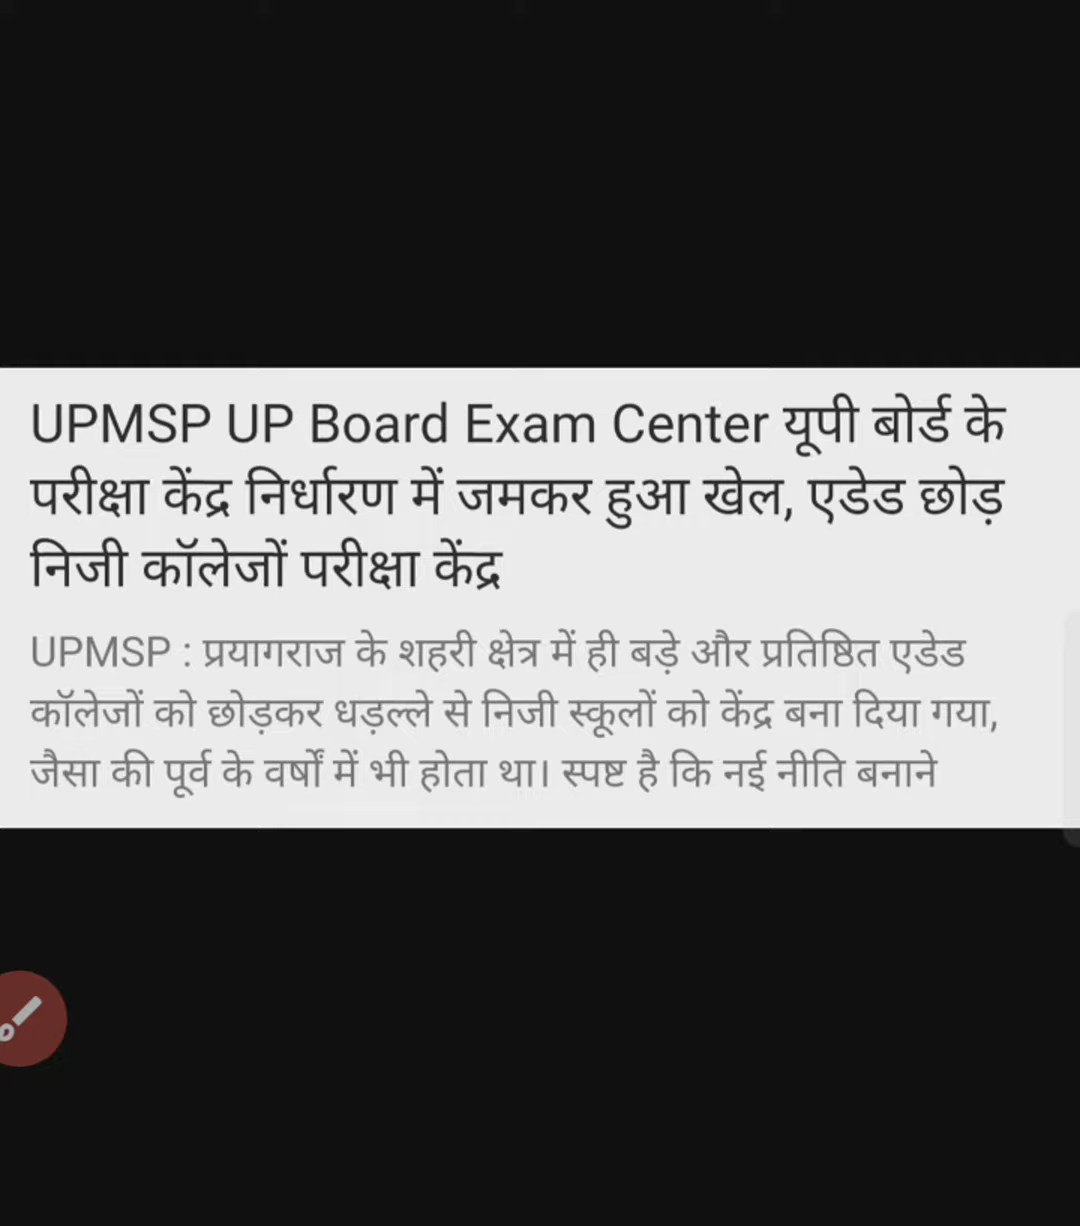 UPMSP UP Board Exam Center यूपी बोर्ड के
परीक्षा केंद्र निर्धारण में जमकर हुआ खेल, एडेड छोड़
निजी कॉलेजों परीक्षा केंद्र
UPMSP : प्रयागराज के शहरी क्षेत्र में ही बड़े और प्रतिष्ठित एडेड
कॉलेजों को छोड़कर धड़ल्ले से निजी स्कूलों को केंद्र बना दिया गया,
जैसा की पूर्व के वर्षों में भी होता था। स्पष्ट है कि नई नीति बनाने